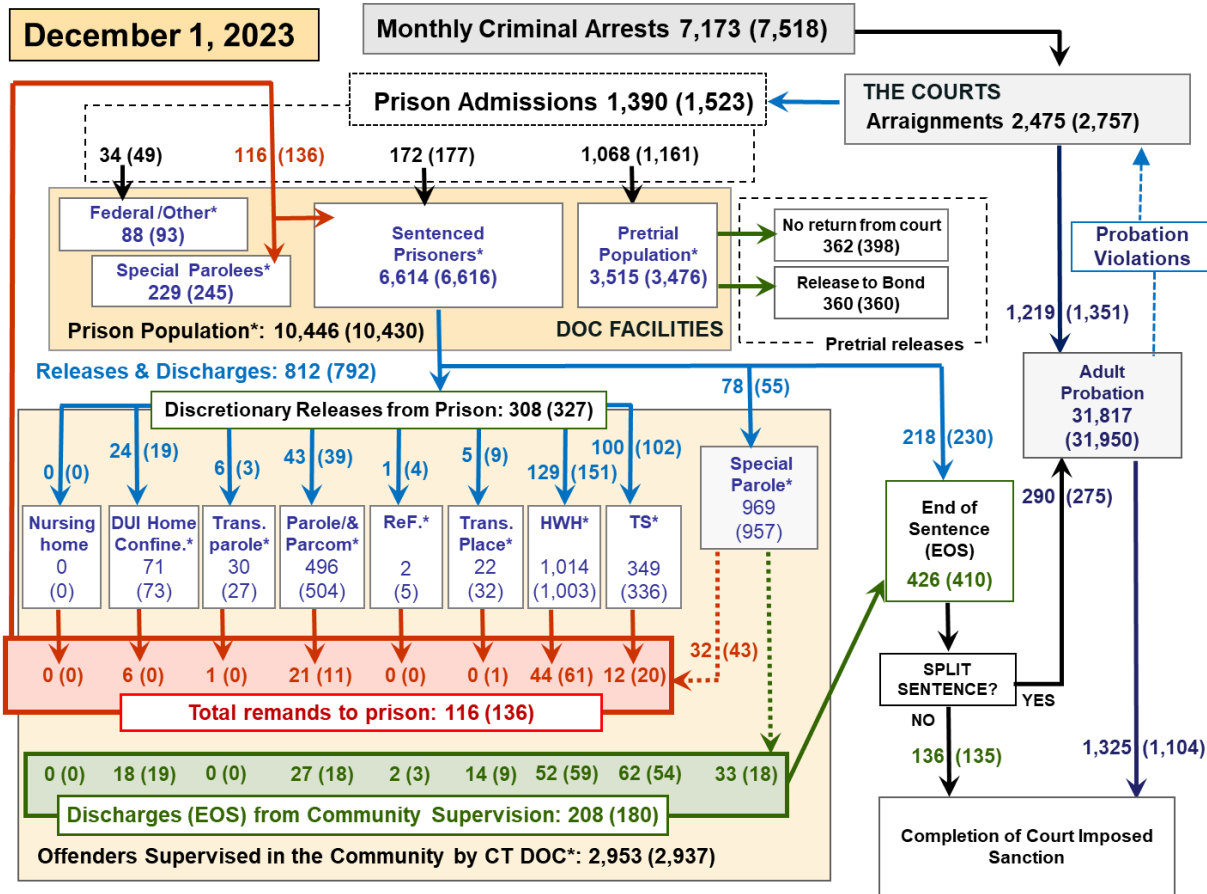 December 1, 2023
Monthly Criminal Arrests 7,173 (7,518)
THE COURTS
Arraignments 2,475 (2,757)
Prison Admissions 1,390 (1,523)
34 (49)
116 (136)
172 (177)
1,068 (1,161)
Federal /Other*
88 (93)
Special Parolees*
229 (245)
Sentenced
Prisoners*
6,614 (6,616)
Pretrial
Population*
3,515 (3,476)
No return from court
362 (398)
Release to Bond
360 (360)
Pretrial releases
Probation
Violations
Prison Population*: 10,446 (10,430)
DOC FACILITIES
1,219 (1,351)
Releases & Discharges: 812 (792)
Adult
Probation
31,817
(31,950)
78 (55)
Discretionary Releases from Prison: 308 (327)
0 (0)
24 (19)
6 (3)
43 (39)
1 (4)
5 (9)
129 (151)
100 (102)
218 (230)
290 (275)
Nursing
home
0
(0)
DUI Home
Confine.*
71
(73)
Trans.
parole*
30
(27)
Parole/&
Parcom*
496
(504)
ReF.*
2
(5)
Trans.
Place*
22
(32)
HWH*
1,014
(1,003)
TS*
349
(336)
Special
Parole*
969
(957)
End of
Sentence
(EOS)
426 (410)
32 (43)
0 (0)
6 (0)
1 (0)
21 (11)
0 (0)
0 (1)
44 (61)
12 (20)
Total remands to prison: 116 (136)
SPLIT
SENTENCE?
YES
NO
136 (135)
1,325 (1,104)
0 (0)
18 (19)
0 (0)
27 (18)
2 (3)
14 (9)
52 (59)
62 (54)
33 (18)
Discharges (EOS) from Community Supervision: 208 (180)
Offenders Supervised in the Community by CT DOC*: 2,953 (2,937)
Completion of Court Imposed
Sanction